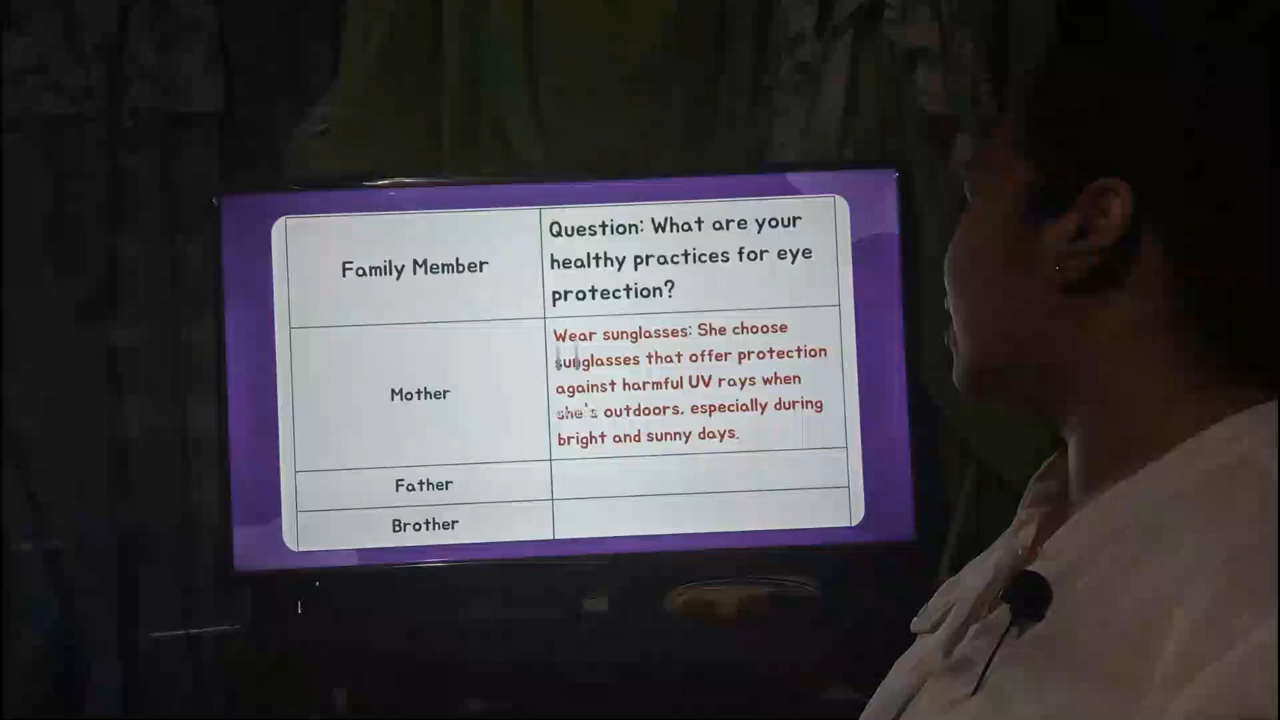 Family Member
Question: What are your
healthy practices for eye
protection?
Mother
Wear sunglasses: She choose
sunglasses that offer protection
against harmful UV rays when
she's outdoors, especially during
bright and sunny days.
Father
Brother